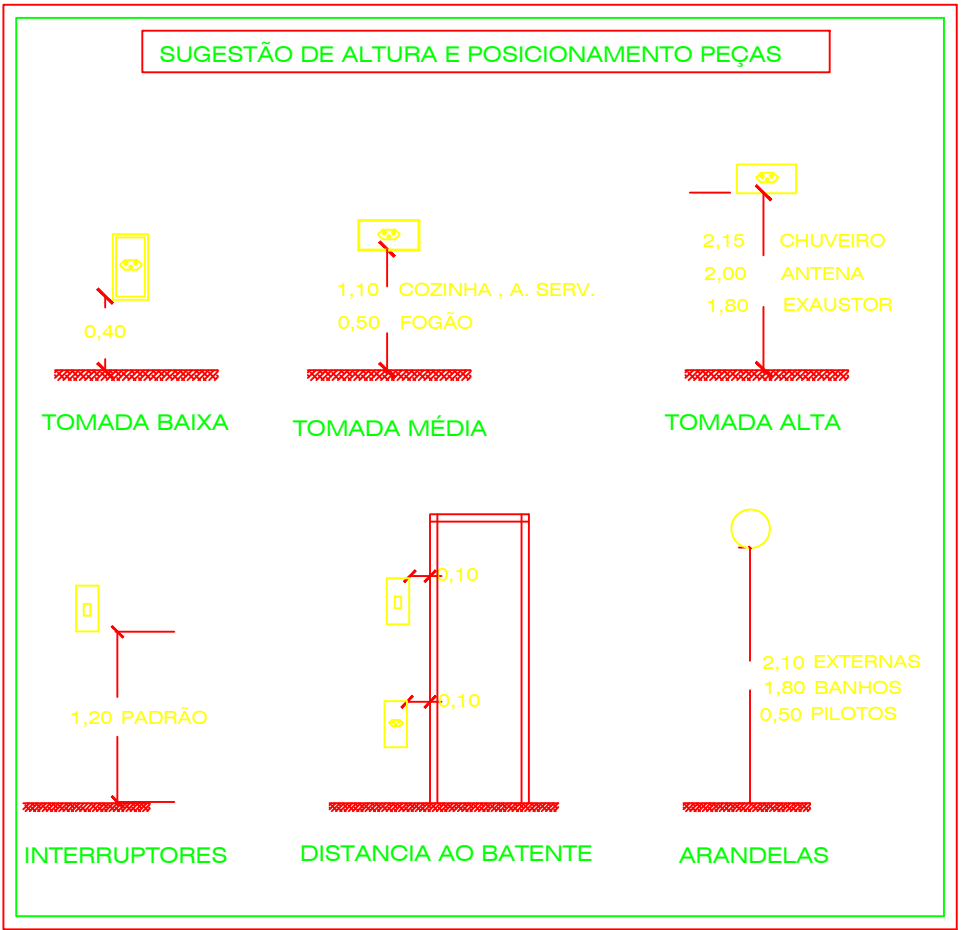 SUGESTÃO DE ALTURA E POSICIONAMENTO PEÇAS
0,40
TOMADA BAIXA
1,10 COZINHA , A. SERV.
0,50 FOGÃO
TOMADA MÉDIA
2,15 CHUVEIRO
2,00 ANTENA
1,80 EXAUSTOR
TOMADA ALTA
1,20 PADRÃO
INTERRUPTORES
0,10
0,10
DISTANCIA AO BATENTE
2,10 EXTERNAS
1,80 BANHOS
0,50 PILOTOS
ARANDELAS